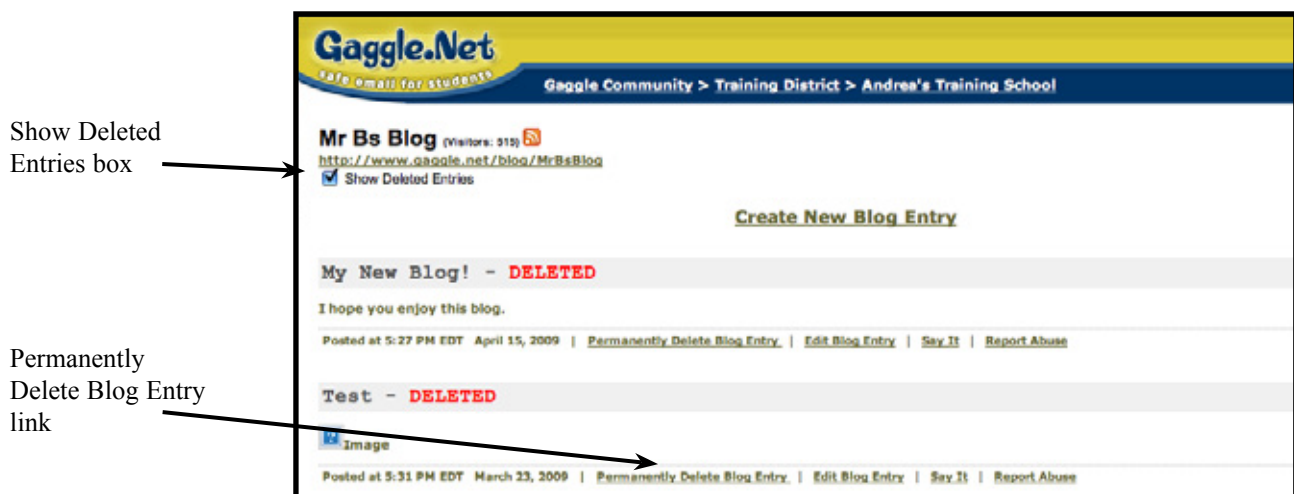 Gaggle.Net
safe email for students
Gaggle Community > Training District > Andrea's Training School
Show Deleted
Entries box
Mr Bs Blog (Visitors: 515)
http://www.gaggle.net/blog/MrBsBlog
Show Deleted Entries
Create New Blog Entry
My New Blog! - DELETED
I hope you enjoy this blog.
Posted at 5:27 PM EDT April 15, 2009 | Permanently Delete Blog Entry | Edit Blog Entry | Say It | Report Abuse
Permanently
Delete Blog Entry
link
Test - DELETED
Image
Posted at 5:31 PM EDT March 23, 2009 | Permanently Delete Blog Entry | Edit Blog Entry | Say It | Report Abuse